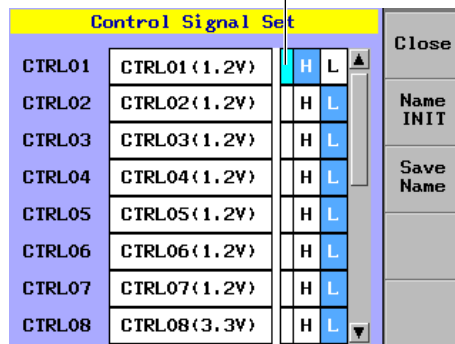 Control Signal Set
Close
CTRL01 CTRL01(1.2V) H L
CTRL02 CTRL02(1.2V) H L
Name
INIT
CTRL03 CTRL03(1.2V) H L
CTRL04 CTRL04(1.2V) H L
Save
Name
CTRL05 CTRL05(1.2V) H L
CTRL06 CTRL06(1.2V) H L
CTRL07 CTRL07(1.2V) H L
CTRL08 CTRL08(3.3V) H L